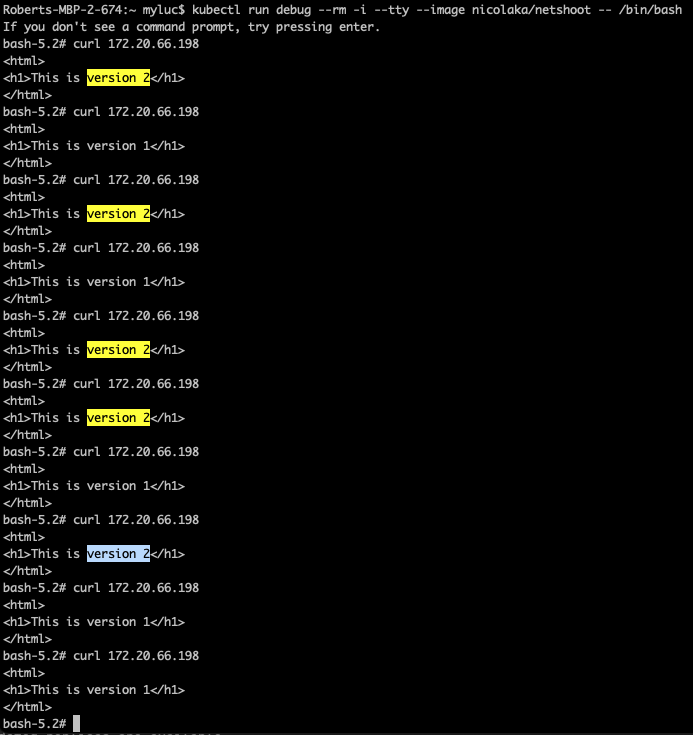 Roberts-MBP-2-674:~ myluc$ kubectl run debug --rm -i --tty --image nicolaka/netshoot -- /bin/bash
If you don't see a command prompt, try pressing enter.
bash-5.2# curl 172.20.66.198
<html>
<h1>This is version 2</h1>
</html>
bash-5.2# curl 172.20.66.198
<html>
<h1>This is version 1</h1>
</html>
bash-5.2# curl 172.20.66.198
<html>
<h1>This is version 2</h1>
</html>
bash-5.2# curl 172.20.66.198
<html>
<h1>This is version 1</h1>
</html>
bash-5.2# curl 172.20.66.198
<html>
<h1>This is version 2</h1>
</html>
bash-5.2# curl 172.20.66.198
<html>
<h1>This is version 2</h1>
</html>
bash-5.2# curl 172.20.66.198
<html>
<h1>This is version 1</h1>
</html>
bash-5.2# curl 172.20.66.198
<html>
<h1>This is version 2</h1>
</html>
bash-5.2# curl 172.20.66.198
<html>
<h1>This is version 1</h1>
</html>
bash-5.2# curl 172.20.66.198
<html>
<h1>This is version 1</h1>
</html>
bash-5.2#